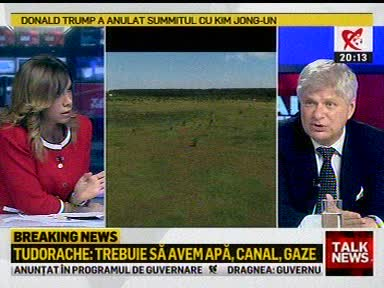 DONALD TRUMP A ANULAT SUMMITUL CU KIM JONG-UN
20:13
BREAKING NEWS
TUDORACHE: TREBUIE SĂ AVEM APĂ, CANAL, GAZE
ANUNȚAT ÎN PROGRAMUL DE GUVERNARE
DRAGNEA: GUVERNU
TALK
NEWS